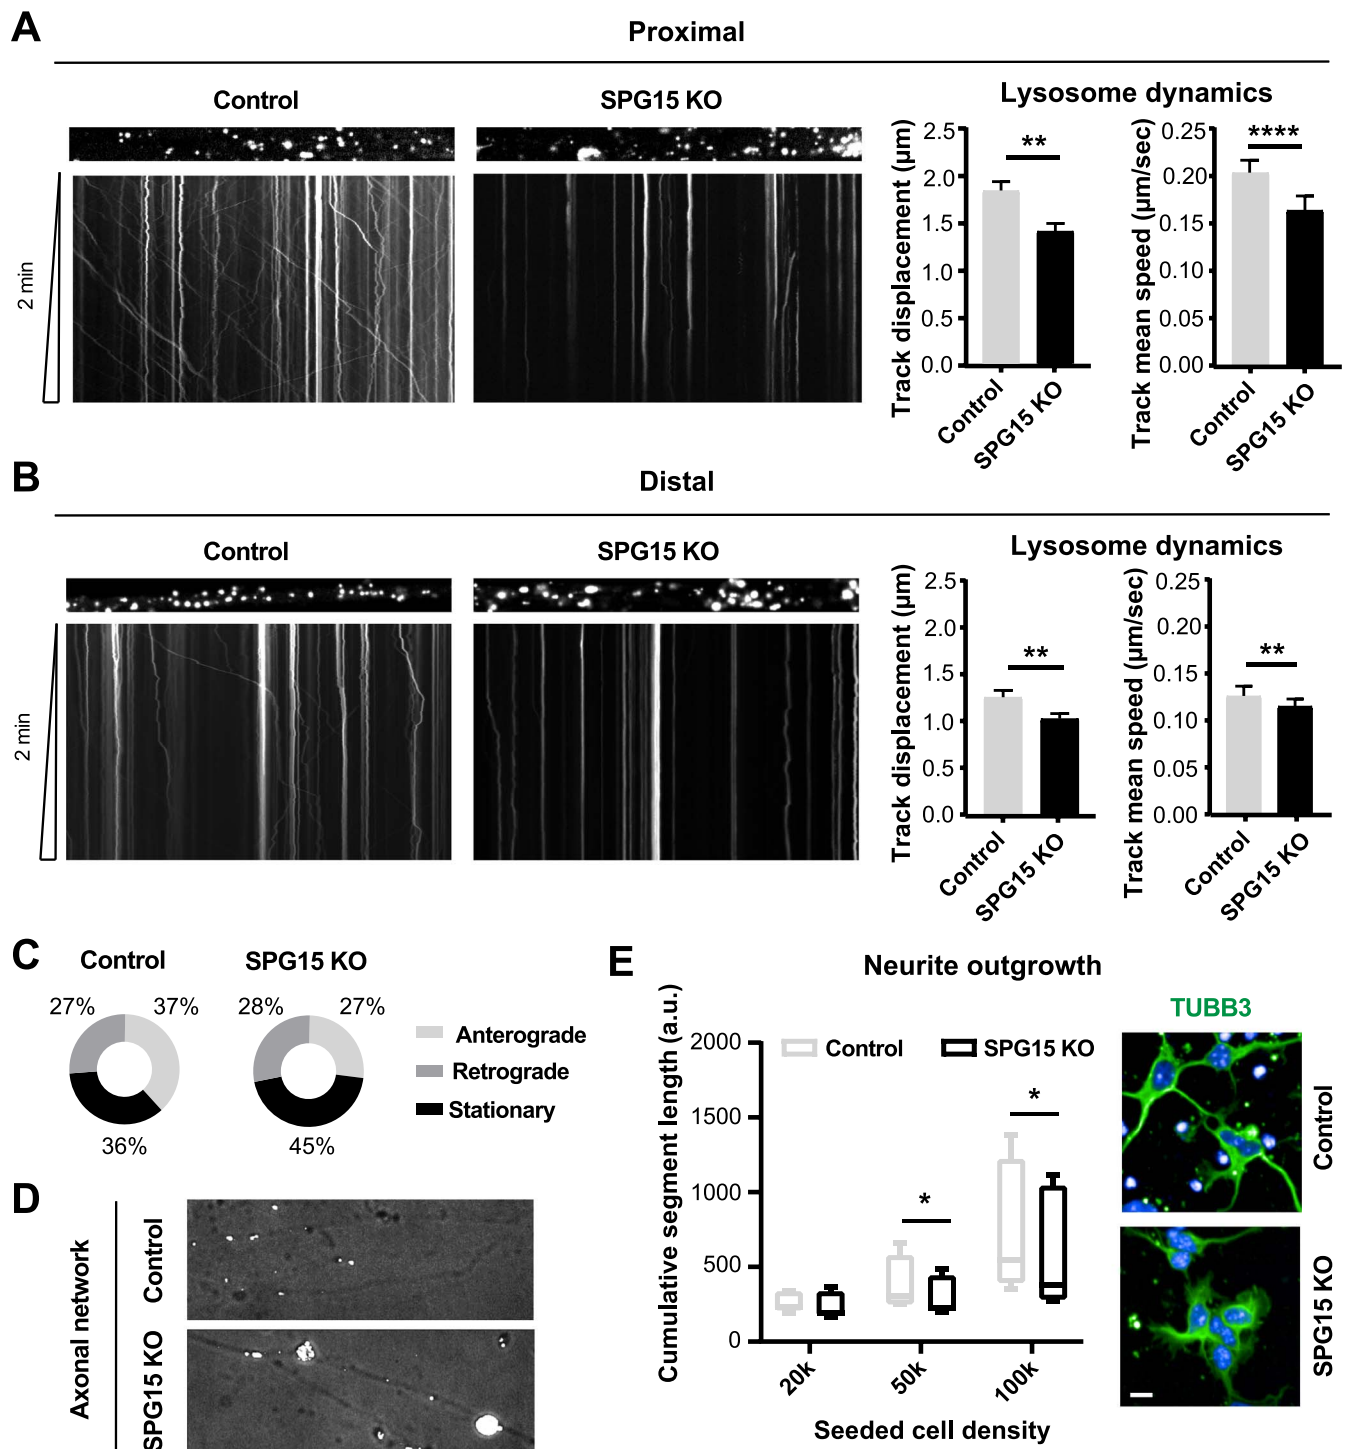 A
Proximal
Control
SPG15 KO
Lysosome dynamics
2 min
Track displacement (μm)
2.5
2.0
1.5
1.0
0.5
0.0
**
Control
SPG15 KO
Track mean speed (μm/sec)
0.25
0.20
0.15
0.10
0.05
0.00
****
Control
SPG15 KO
B
Distal
Control
SPG15 KO
Lysosome dynamics
2 min
Track displacement (μm)
2.5
2.0
1.5
1.0
0.5
0.0
**
Control
SPG15 KO
Track mean speed (μm/sec)
0.25
0.20
0.15
0.10
0.05
0.00
**
Control
SPG15 KO
C
Control
SPG15 KO
27%
37%
36%
28%
27%
45%
Anterograde
Retrograde
Stationary
D
Axonal network
Control
SPG15 KO
E
Neurite outgrowth
Cumulative segment length (a.u.)
2000
1500
1000
500
0
Control
SPG15 KO
*
*
20k
50k
100k
Seeded cell density
TUBB3
Control
SPG15 KO